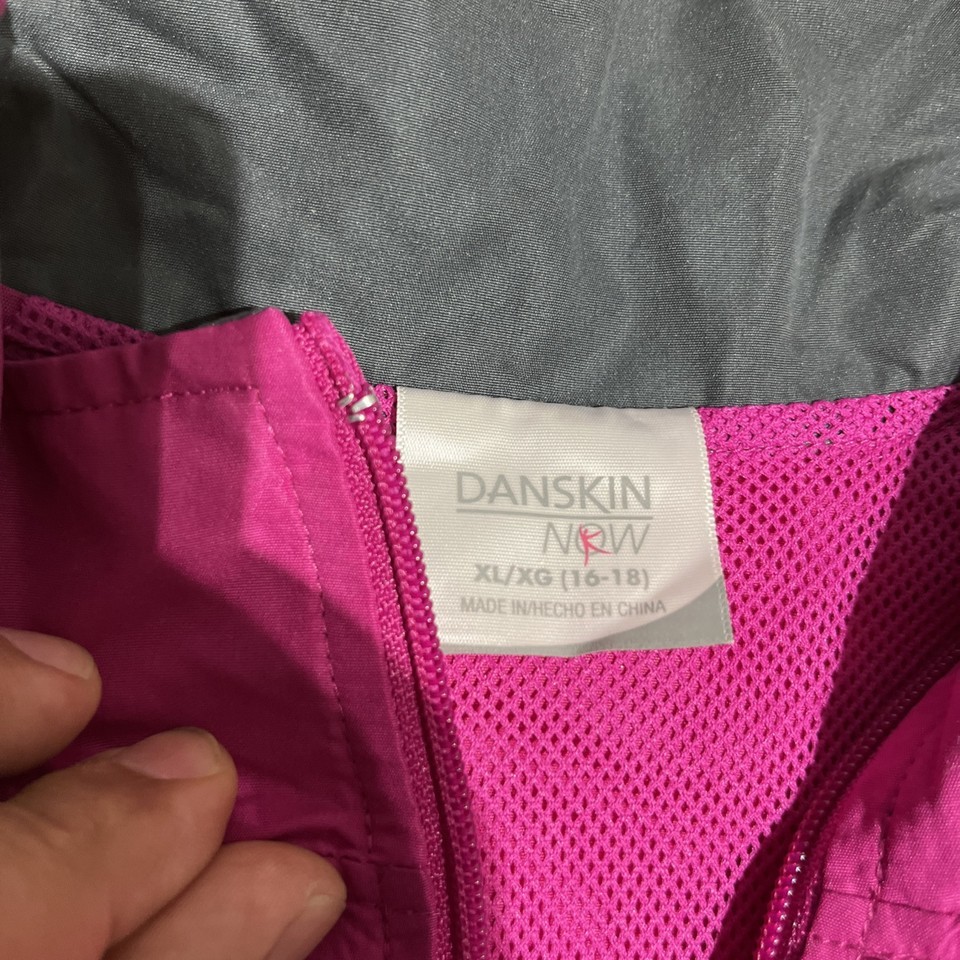 DANSKIN
NOW
XL/XG (16-18)
MADE IN/HECHO EN CHINA